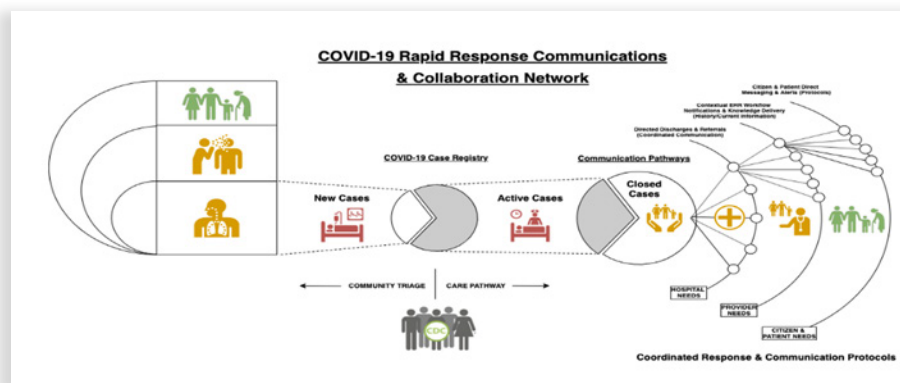 COVID-19 Rapid Response Communications
& Collaboration Network
Citizen & Patient Direct
Messaging & Alerts (Protocols)
Contextual EHR Workflow
Notifications & Knowledge Delivery
(History/Current Information)
Directed Discharges & Referrals
(Coordinated Communication)
COVID-19 Case Registry
Communication Pathways
New Cases
Active Cases
Closed
Cases
COMMUNITY TRIAGE
CARE PATHWAY
CDC
HOSPITAL
NEEDS
PROVIDER
NEEDS
CITIZEN &
PATIENT NEEDS
Coordinated Response & Communication Protocols